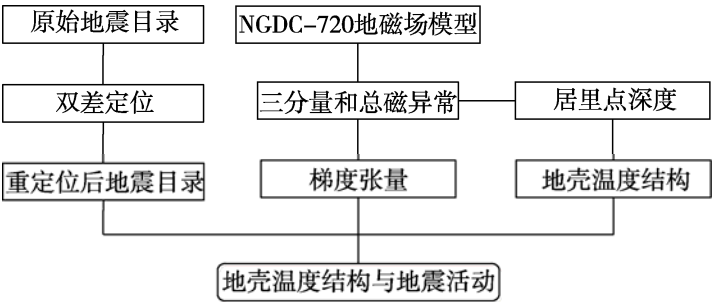 原始地震目录
NGDC-720地磁场模型
双差定位
三分量和总磁异常
居里点深度
重定位后地震目录
梯度张量
地壳温度结构
地壳温度结构与地震活动